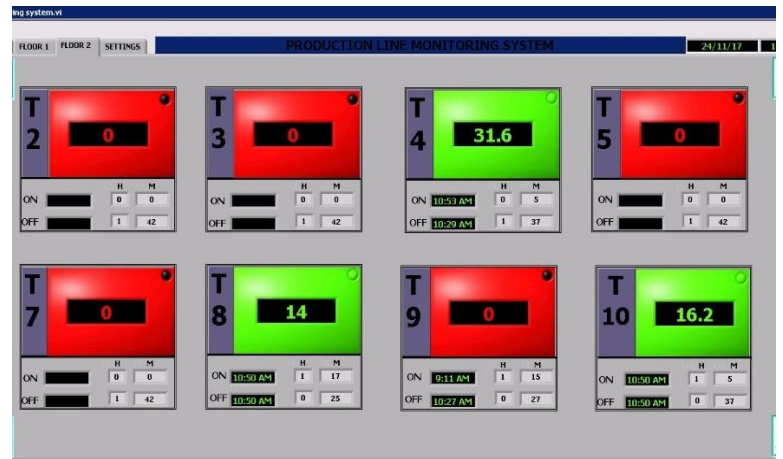 ing system.vi
FLOOR 1 FLOOR 2 SETTINGS PRODUCTION LINE MONITORING SYSTEM 24/11/17 1
T 2 0
H M
ON 0 0
OFF 1 42
T 3 0
H M
ON 0 0
OFF 1 42
T 4 31.6
H M
ON 10:53 AM 0 5
OFF 10:29 AM 1 37
T 5 0
H M
ON 0 0
OFF 1 42
T 7 0
H M
ON 0 0
OFF 1 42
T 8 14
H M
ON 10:50 AM 1 17
OFF 10:50 AM 0 25
T 9 0
H M
ON 9:11 AM 1 15
OFF 10:27 AM 0 27
T 10 16.2
H M
ON 10:50 AM 1 5
OFF 10:50 AM 0 37